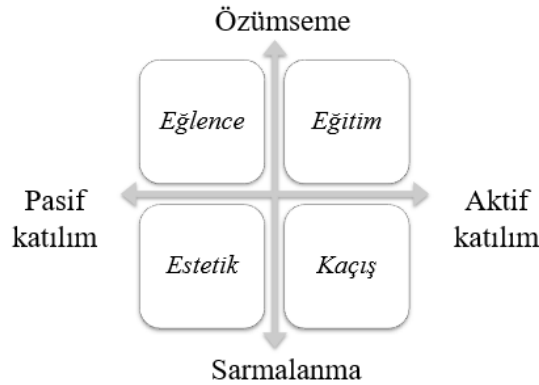 Özümseme
Eğlence
Eğitim
Pasif
katılım
Aktif
katılım
Estetik
Kaçış
Sarmalanma